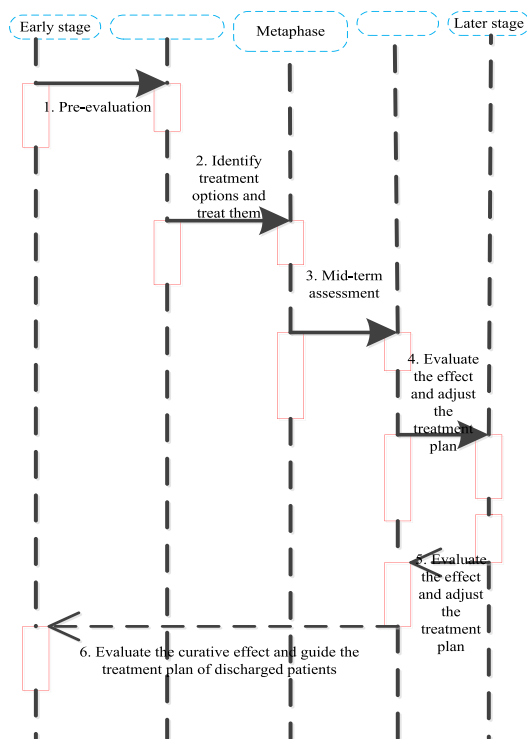 Early stage
Metaphase
Later stage
1. Pre-evaluation
2. Identify
treatment
options and
treat them
3. Mid-term
assessment
4. Evaluate
the effect
and adjust
the
treatment
plan
5. Evaluate
the effect
and adjust
the
treatment
plan
6. Evaluate the curative effect and guide the
treatment plan of discharged patients